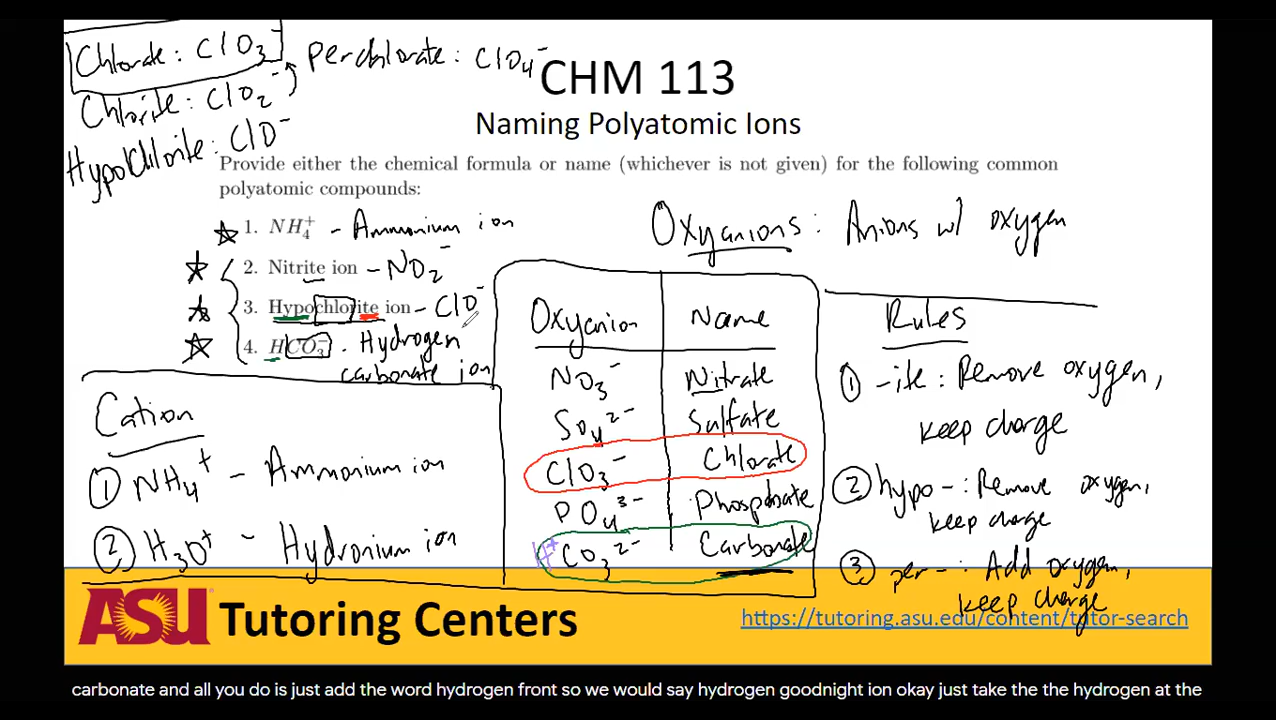 Chlorate: ClO3-
perchlorate: ClO4-
Chlorite: ClO2-
Hypochlorite: ClO-
CHM 113
Naming Polyatomic Ions
Provide either the chemical formula or name (whichever is not given) for the following common
polyatomic compounds:
1. NH4+ - Ammonium ion
2. Nitrite ion - NO2-
3. Hypochlorite ion - ClO-
4. HCO3- - Hydrogen
carbonate ion
Oxyanions: Anions w/ oxygen
Cation
① NH4+ - Ammonium ion
② H3O+ - Hydronium ion
Oxyanion Name
NO3- Nitrate
SO4 2- Sulfate
ClO3- Chlorate
PO4 3- Phosphate
H+ CO3 2- Carbonate
Rules
① -ite: Remove oxygen,
keep charge
② hypo-: Remove oxygen,
keep charge
③ per-: Add oxygen,
keep charge
ASU Tutoring Centers
https://tutoring.asu.edu/content/tutor-search
carbonate and all you do is just add the word hydrogen front so we would say hydrogen goodnight ion okay just take the the hydrogen at the